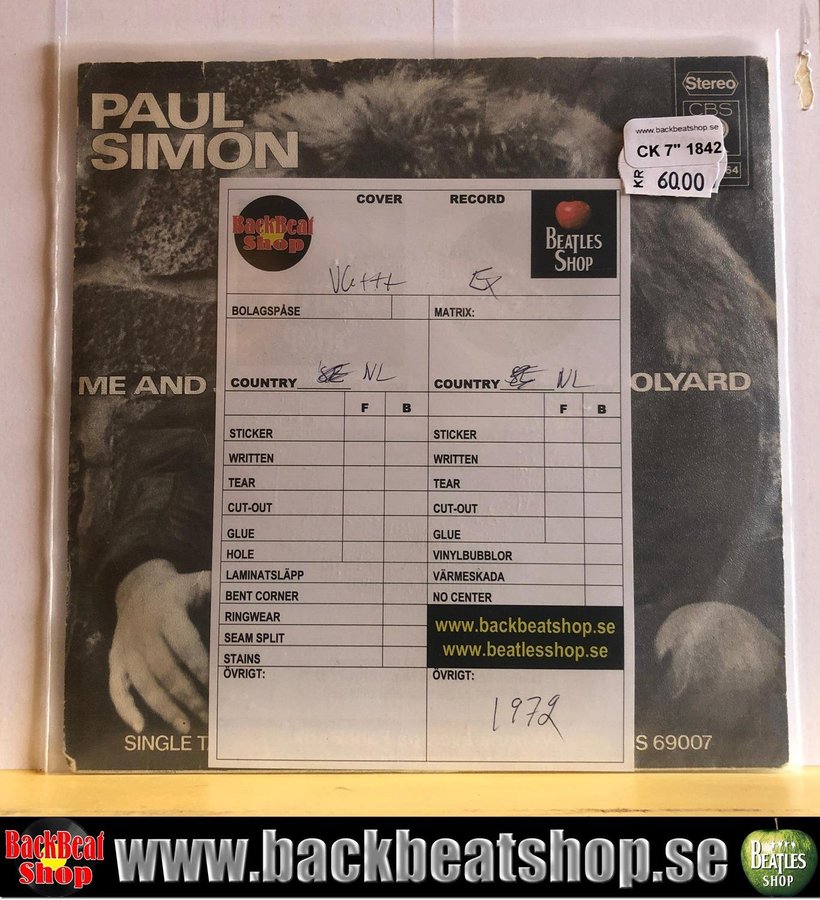 PAUL
SIMON
Stereo
CBS
www.backbeatshop.se
CK 7" 1842
KR 60.00
64
COVER RECORD
BackBeat
Shop
BEATLES
SHOP
VG+++ EX
BOLAGSPÅSE MATRIX:
COUNTRY SE NL COUNTRY SE NL
ME AND OLYARD
F B F B
STICKER STICKER
WRITTEN WRITTEN
TEAR TEAR
CUT-OUT CUT-OUT
GLUE GLUE
HOLE VINYLBUBBLOR
LAMINATSLÄPP VÄRMESKADA
BENT CORNER NO CENTER
RINGWEAR
SEAM SPLIT
STAINS
www.backbeatshop.se
www.beatlesshop.se
ÖVRIGT: ÖVRIGT:
1972
SINGLE T S 69007
BackBeat
Shop
www.backbeatshop.se
BEATLES
SHOP